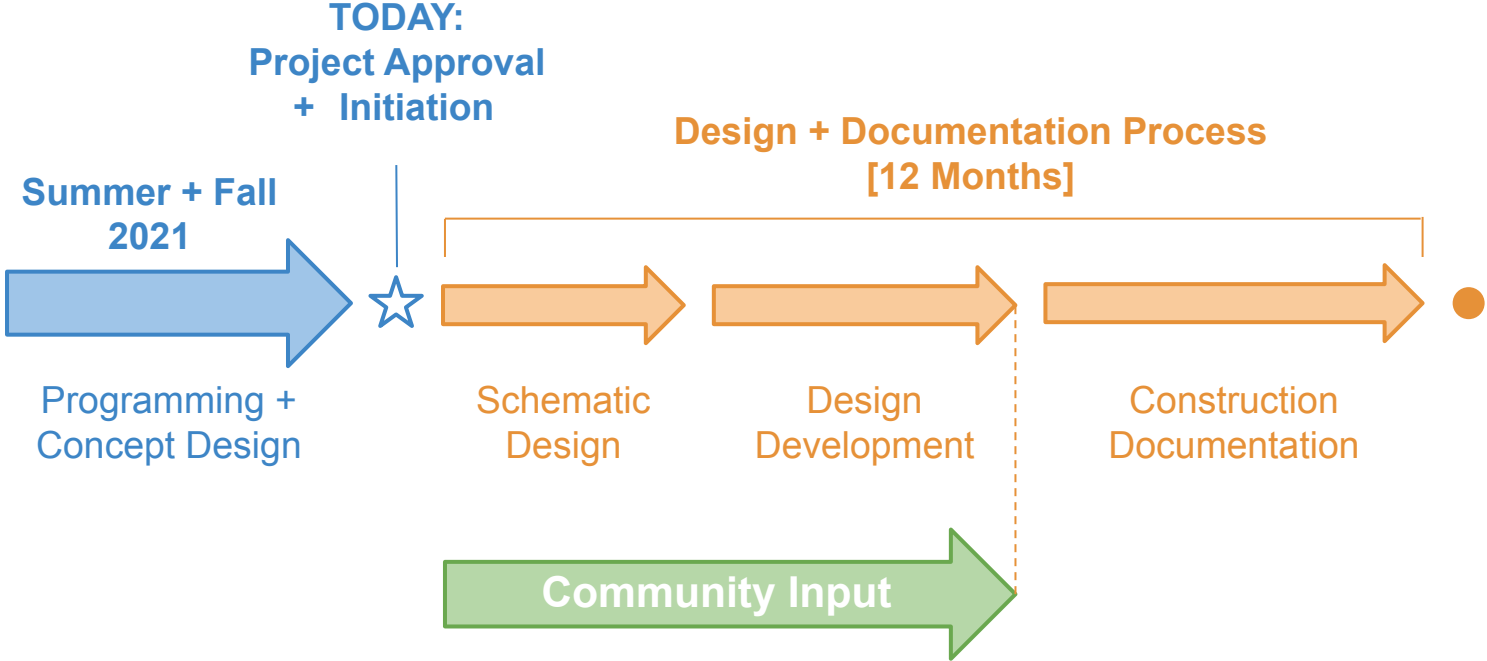 TODAY:
Project Approval
+ Initiation
Design + Documentation Process
[12 Months]
Summer + Fall
2021
Programming +
Concept Design
Schematic
Design
Design
Development
Construction
Documentation
Community Input